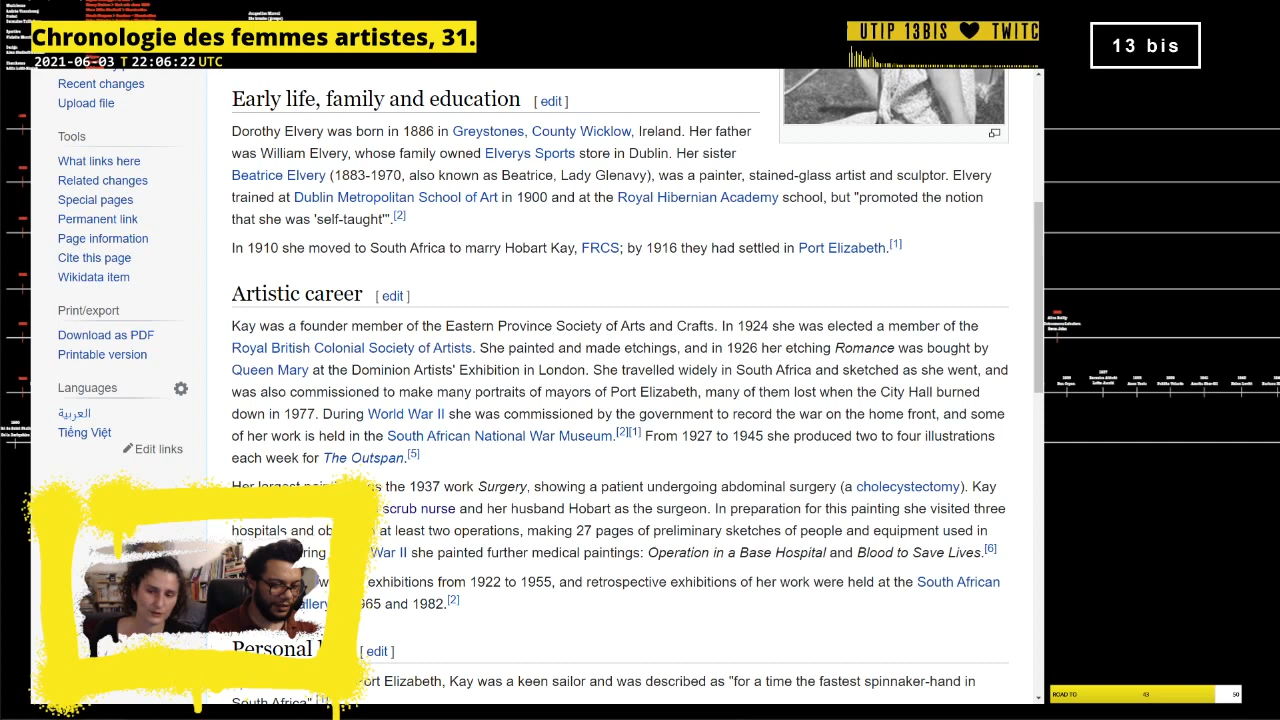 Chronologie des femmes artistes, 31.
2021-06-03 T 22:06:22 UTC
UTIP 13BIS ♥ TWITC
13 bis
Recent changes
Upload file
Tools
What links here
Related changes
Special pages
Permanent link
Page information
Cite this page
Wikidata item
Print/export
Download as PDF
Printable version
Languages
العربية
Tiếng Việt
Edit links
Early life, family and education [ edit ]
Dorothy Elvery was born in 1886 in Greystones, County Wicklow, Ireland. Her father
was William Elvery, whose family owned Elverys Sports store in Dublin. Her sister
Beatrice Elvery (1883-1970, also known as Beatrice, Lady Glenavy), was a painter, stained-glass artist and sculptor. Elvery
trained at Dublin Metropolitan School of Art in 1900 and at the Royal Hibernian Academy school, but "promoted the notion
that she was 'self-taught'".[2]
In 1910 she moved to South Africa to marry Hobart Kay, FRCS; by 1916 they had settled in Port Elizabeth.[1]
Artistic career [ edit ]
Kay was a founder member of the Eastern Province Society of Arts and Crafts. In 1924 she was elected a member of the
Royal British Colonial Society of Artists. She painted and made etchings, and in 1926 her etching Romance was bought by
Queen Mary at the Dominion Artists' Exhibition in London. She travelled widely in South Africa and sketched as she went, and
was also commissioned to make many portraits of mayors of Port Elizabeth, many of them lost when the City Hall burned
down in 1977. During World War II she was commissioned by the government to record the war on the home front, and some
of her work is held in the South African National War Museum.[2][1] From 1927 to 1945 she produced two to four illustrations
each week for The Outspan.[5]
Her largest the 1937 work Surgery, showing a patient undergoing abdominal surgery (a cholecystectomy). Kay
scrub nurse and her husband Hobart as the surgeon. In preparation for this painting she visited three
hospitals and at least two operations, making 27 pages of preliminary sketches of people and equipment used in
War II she painted further medical paintings: Operation in a Base Hospital and Blood to Save Lives.[6]
exhibitions from 1922 to 1955, and retrospective exhibitions of her work were held at the South African
1965 and 1982.[2]
Personal [ edit ]
Port Elizabeth, Kay was a keen sailor and was described as "for a time the fastest spinnaker-hand in
South Africa".[1]
ROAD TO 43 50